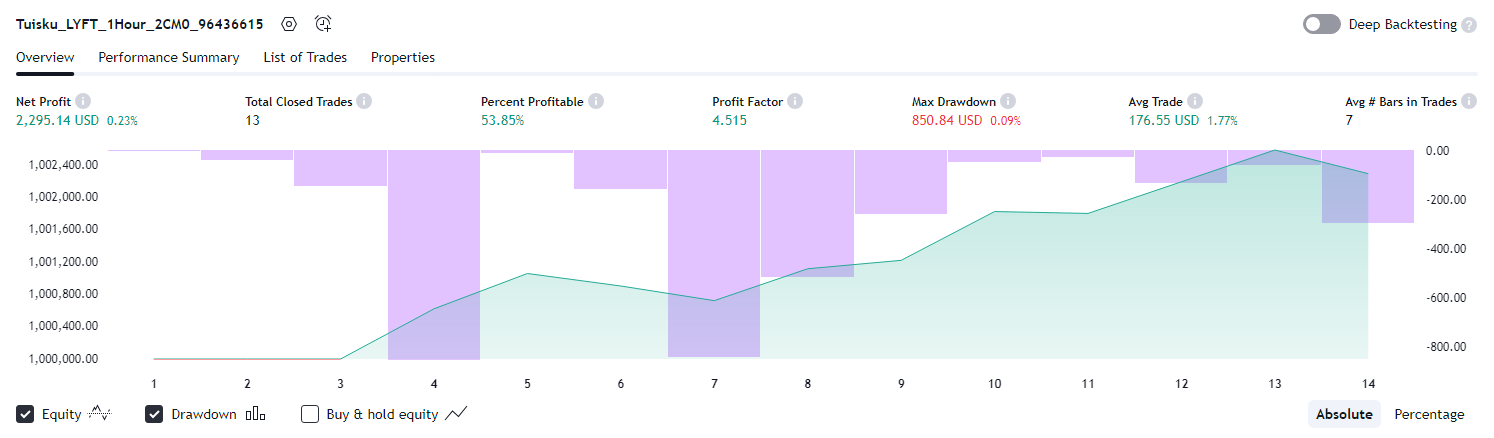 Tuisku_LYFT_1Hour_2CM0_96436615
Deep Backtesting ?
Overview Performance Summary List of Trades Properties
Net Profit i Total Closed Trades i Percent Profitable i Profit Factor i Max Drawdown i Avg Trade i Avg # Bars in Trades i
2,295.14 USD 0.23% 13 53.85% 4.515 850.84 USD 0.09% 176.55 USD 1.77% 7
1,002,400.00
1,002,000.00
1,001,600.00
1,001,200.00
1,000,800.00
1,000,400.00
1,000,000.00
0.00
-200.00
-400.00
-600.00
-800.00
1 2 3 4 5 6 7 8 9 10 11 12 13 14
Equity Drawdown Buy & hold equity Absolute Percentage